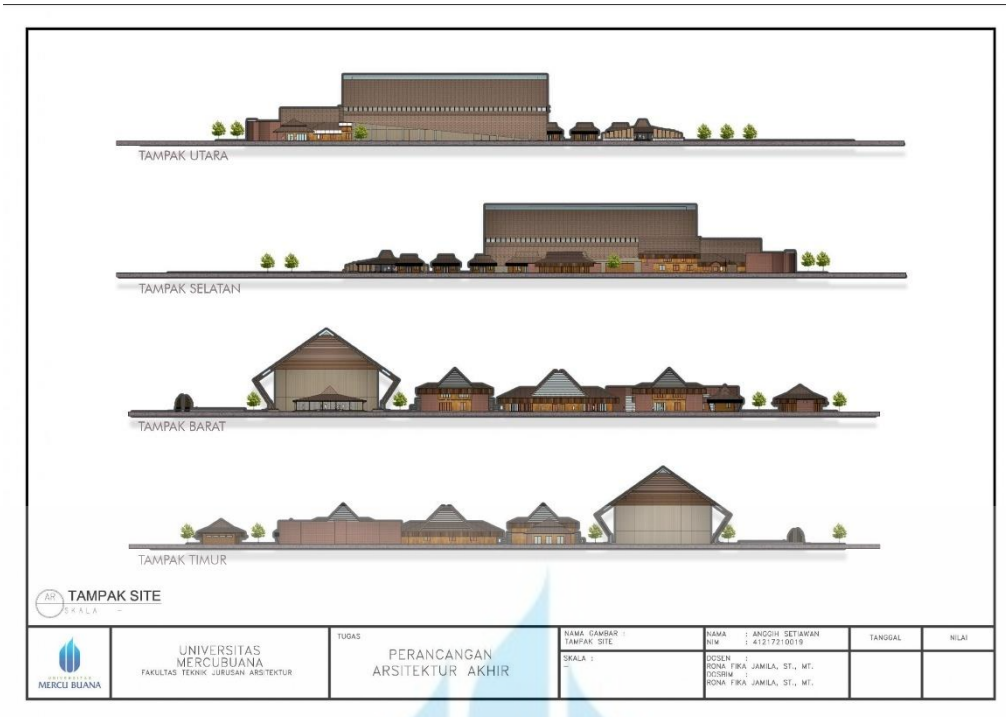 TAMPAK UTARA
TAMPAK SELATAN
TAMPAK BARAT
TAMPAK TIMUR
AR TAMPAK SITE
SKALA –
UNIVERSITAS
MERCU BUANA
UNIVERSITAS
MERCUBUANA
FAKULTAS TEKNIK JURUSAN ARSITEKTUR
TUGAS
PERANCANGAN
ARSITEKTUR AKHIR
NAMA GAMBAR :
TAMPAK SITE
SKALA :
–
NAMA : ANGGIH SETIAWAN
NIM : 41217210019
DOSEN :
RONA FIKA JAMILA, ST., MT.
DOSBIM :
RONA FIKA JAMILA, ST., MT.
TANGGAL
NILAI